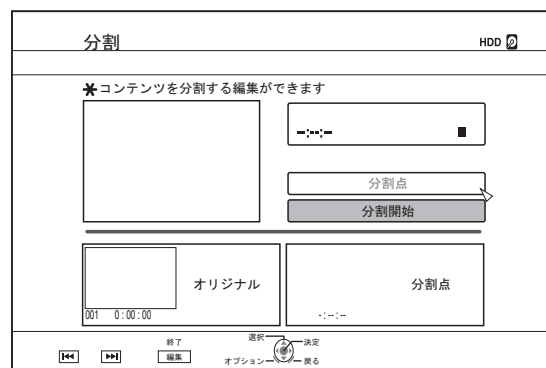 分割
HDD
コンテンツを分割する編集ができます
-:--:-
分割点
分割開始
オリジナル
001 0:00:00
分割点
-:--:--
終了
編集
選択
決定
オプション
戻る